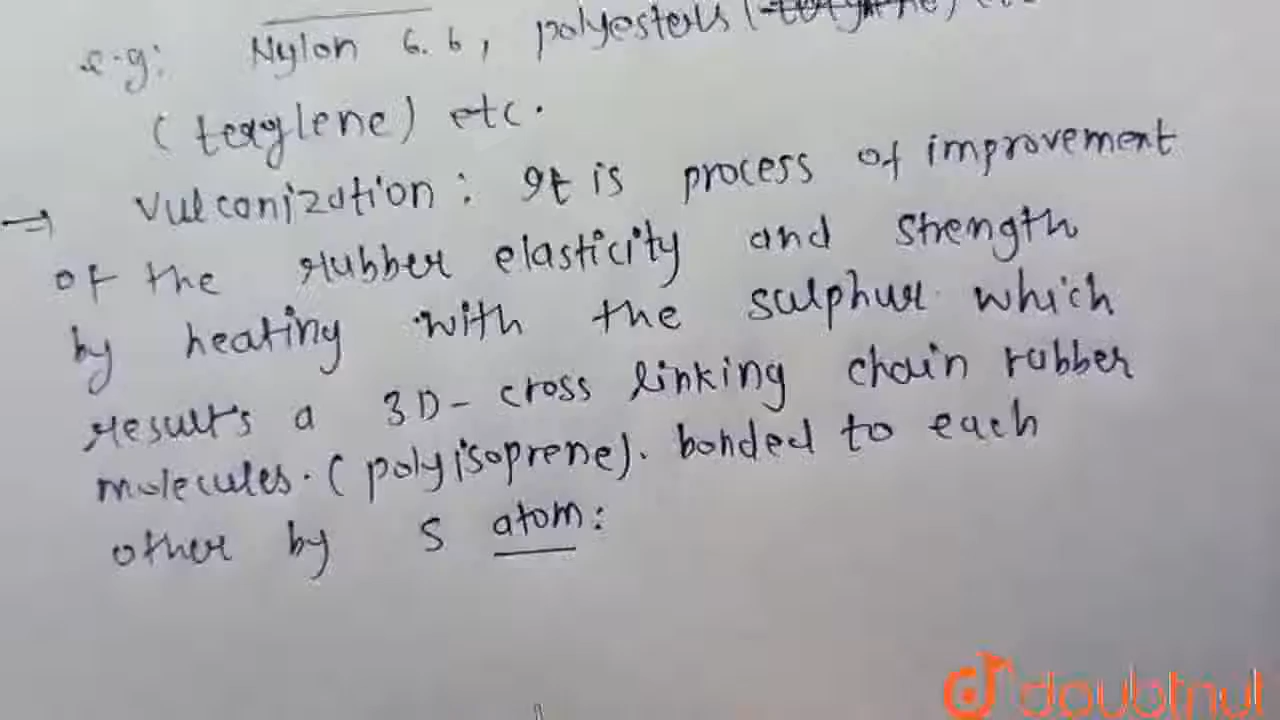 e.g: Nylon 6.6, polyesters (
(terylene) etc.
→ Vulcanization: It is process of improvement
of the rubber elasticity and strength
by heating with the sulphur which
results a 3D-cross linking chain rubber
molecules. (polyisoprene). bonded to each
other by S atom:
doubtnut